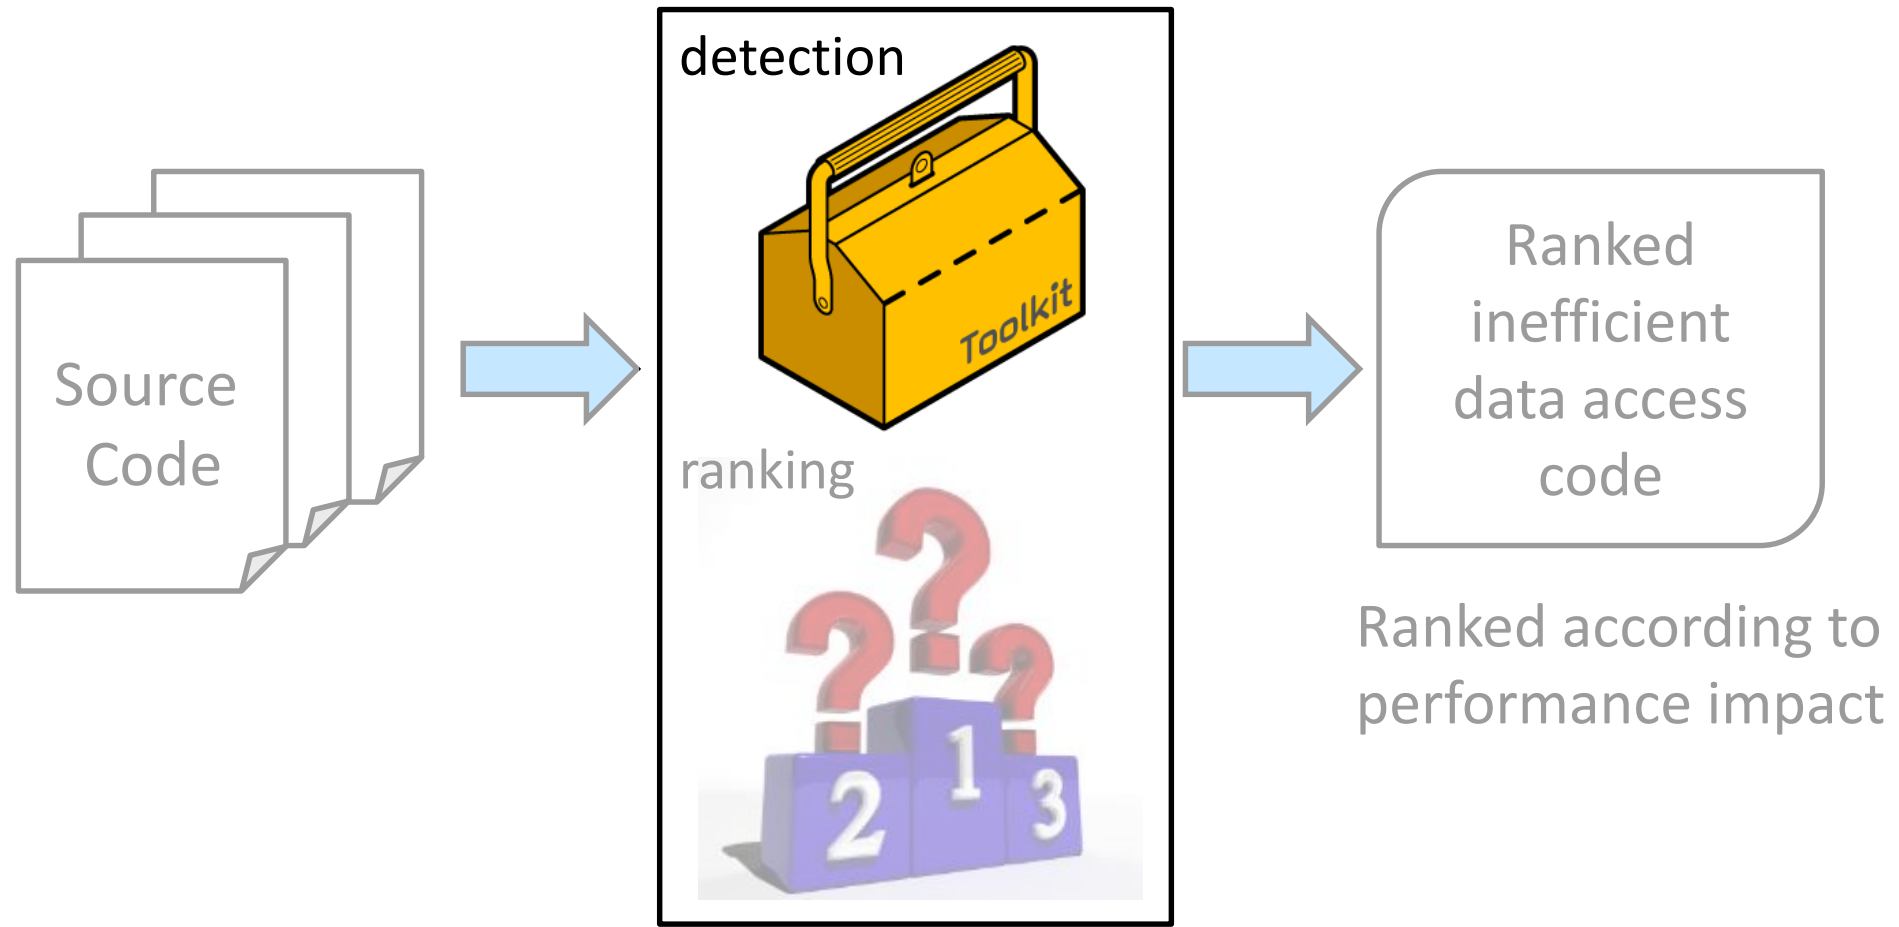 detection
Toolkit
Source
Code
ranking
2
1
3
Ranked
inefficient
data access
code
Ranked according to
performance impact